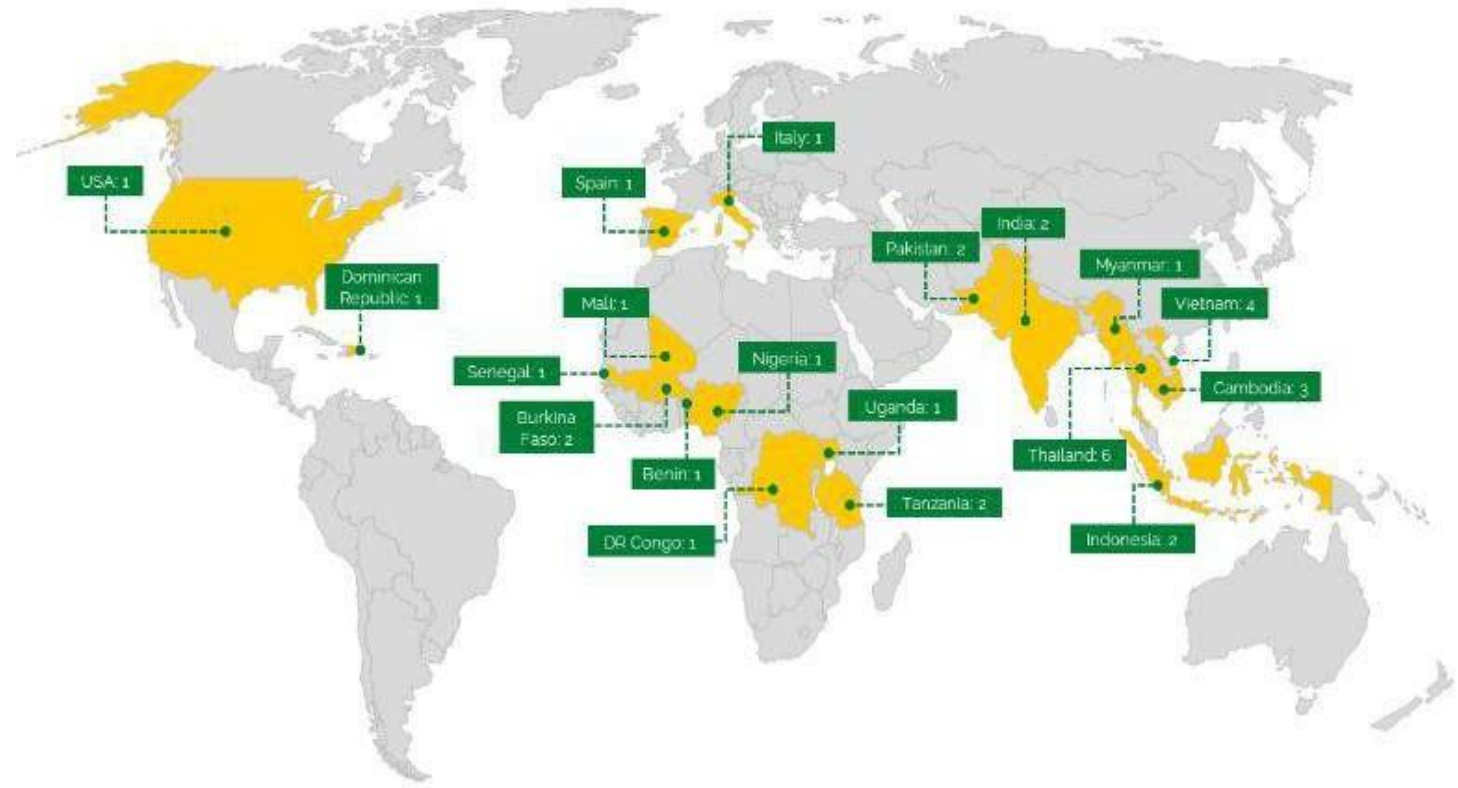 Italy: 1
USA: 1
Spain: 1
India: 2
Pakistan: 2
Myanmar: 1
Dominican
Republic: 1
Mali: 1
Vietnam: 4
Nigeria: 1
Senegal: 1
Cambodia: 3
Uganda: 1
Burkina
Faso: 2
Thailand: 6
Benin: 1
Tanzania: 2
DR Congo: 1
Indonesia: 2